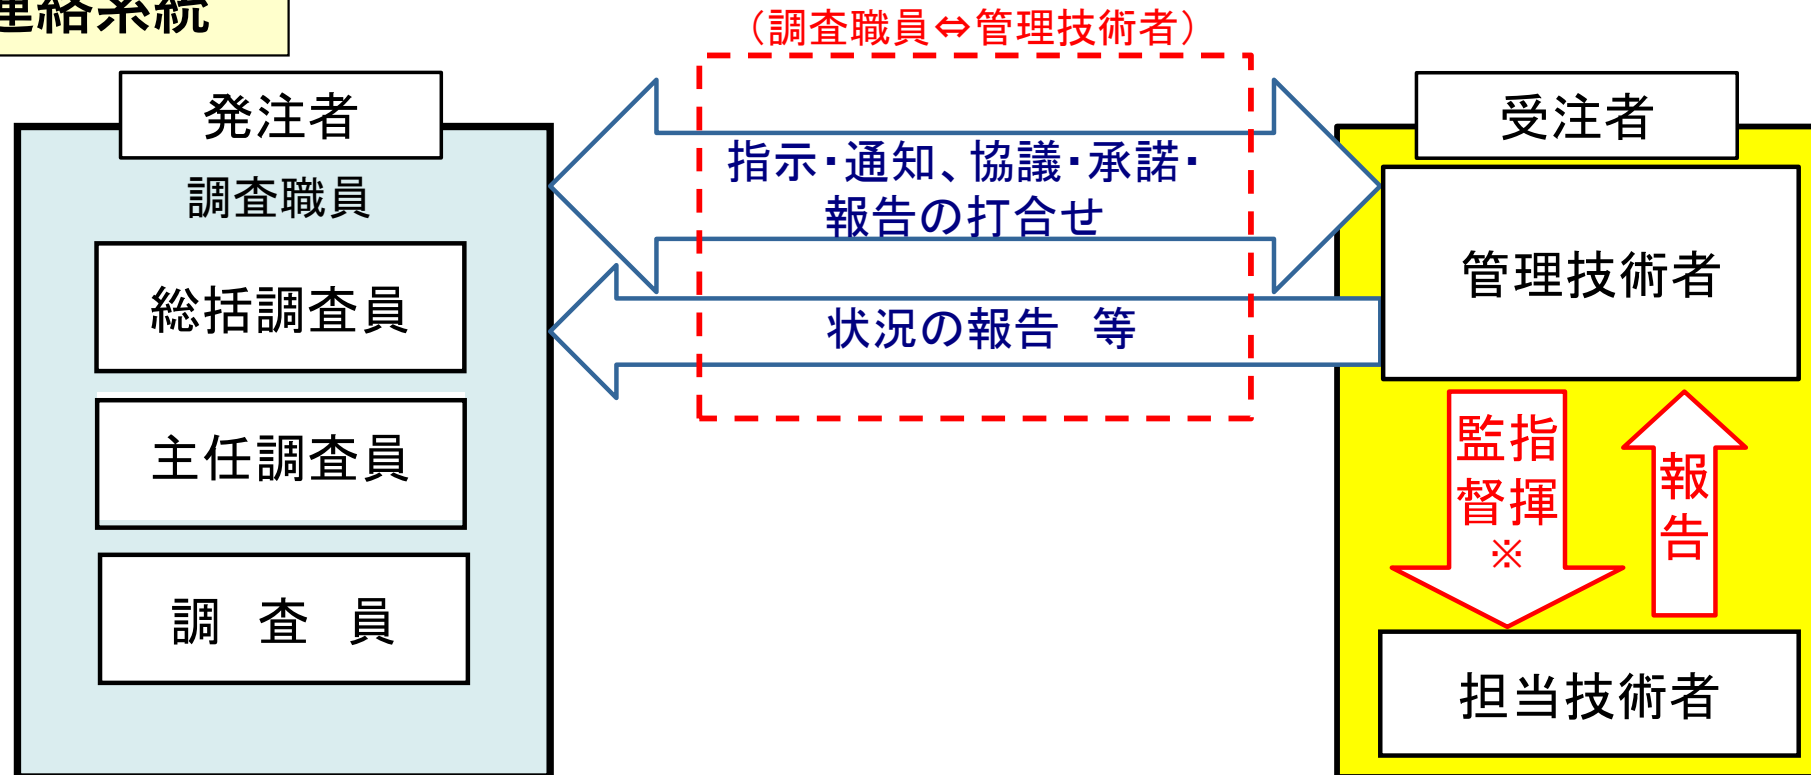 連絡系統
（調査職員⇔管理技術者）
発注者
調査職員
総括調査員
主任調査員
調　査　員
指示・通知、協議・承諾・
報告の打合せ
状況の報告　等
受注者
管理技術者
監督
指揮
※
報告
担当技術者